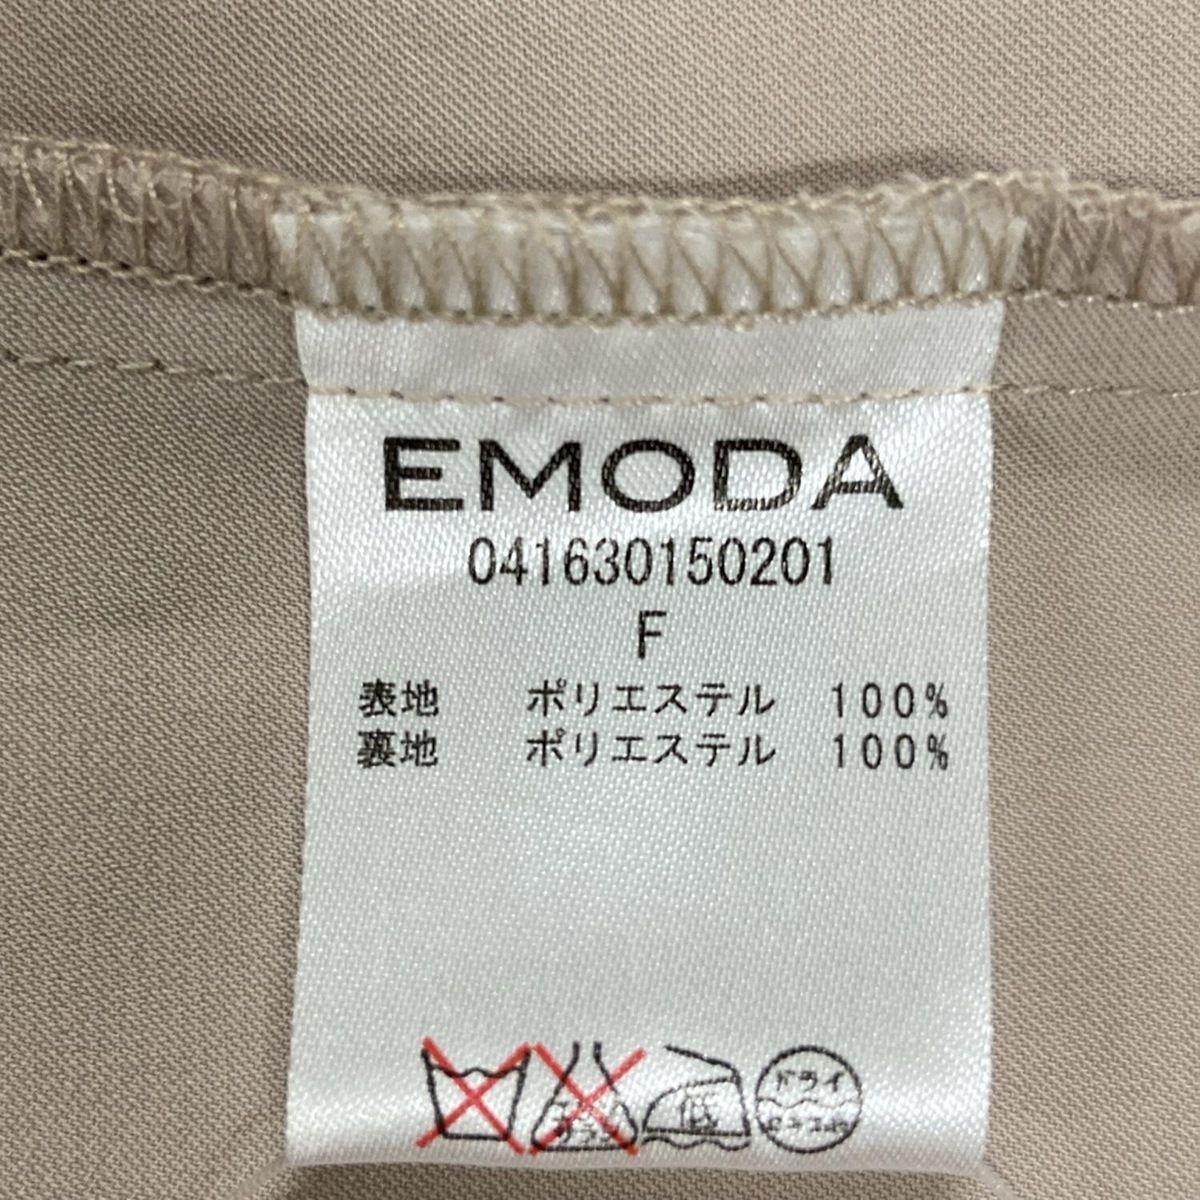 EMODA
041630150201
F
表地 ポリエステル 100%
裏地 ポリエステル 100%
低 ドライ